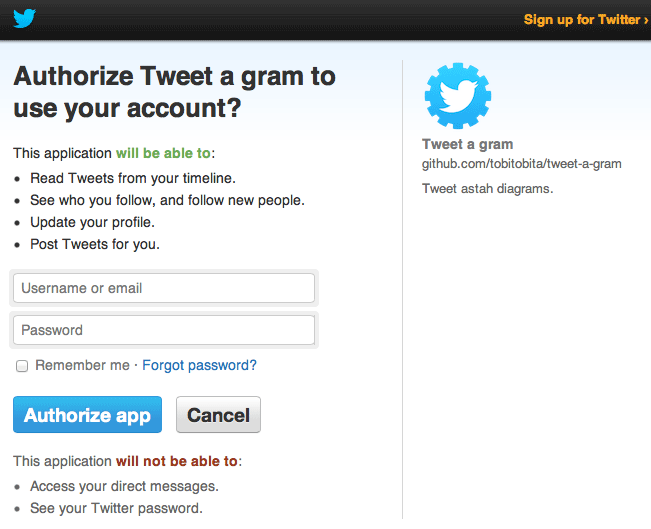 Sign up for Twitter ›
Authorize Tweet a gram to
use your account?
This application will be able to:
• Read Tweets from your timeline.
• See who you follow, and follow new people.
• Update your profile.
• Post Tweets for you.
Username or email
Password
Remember me · Forgot password?
Authorize app
Cancel
This application will not be able to:
• Access your direct messages.
• See your Twitter password.
Tweet a gram
github.com/tobitobita/tweet-a-gram
Tweet astah diagrams.